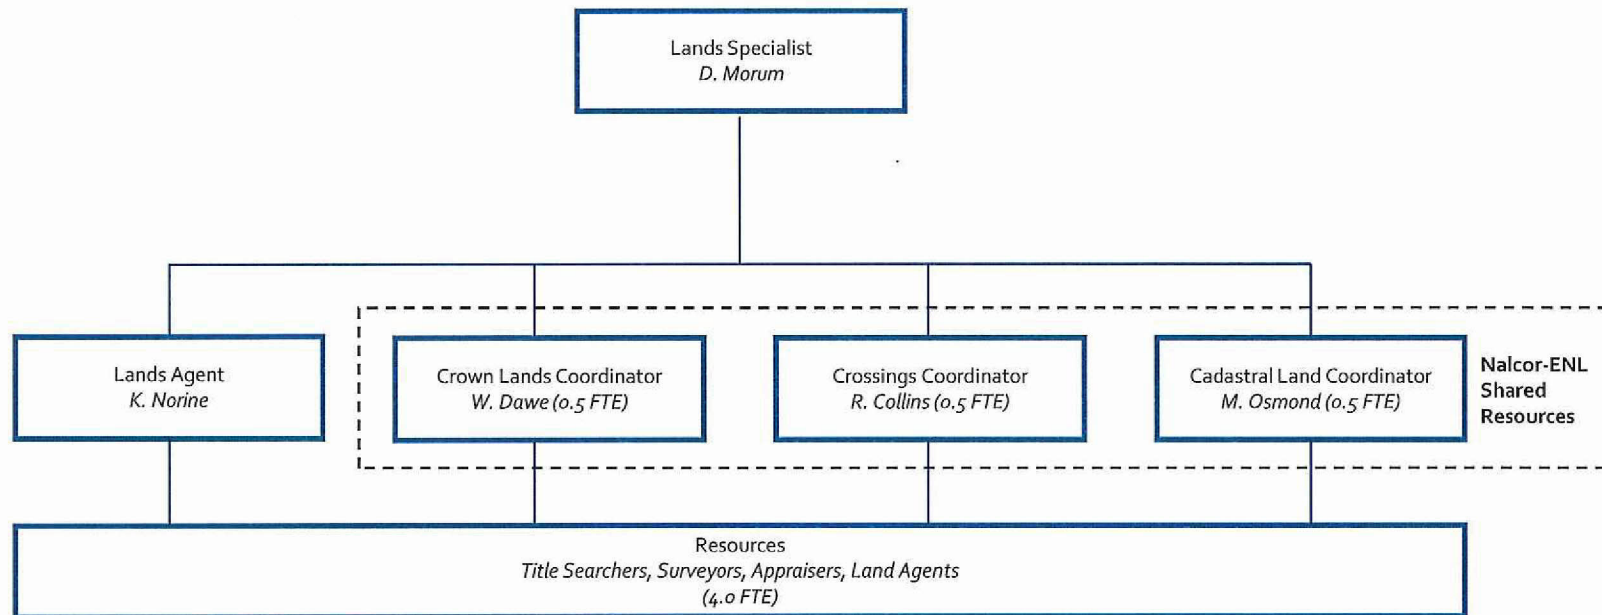 Lands Specialist
D. Morum
Lands Agent
K. Norine
Crown Lands Coordinator
W. Dawe (0.5 FTE)
Crossings Coordinator
R. Collins (0.5 FTE)
Cadastral Land Coordinator
M. Osmond (0.5 FTE)
Nalcor-ENL
Shared
Resources
Resources
Title Searchers, Surveyors, Appraisers, Land Agents
(4.0 FTE)